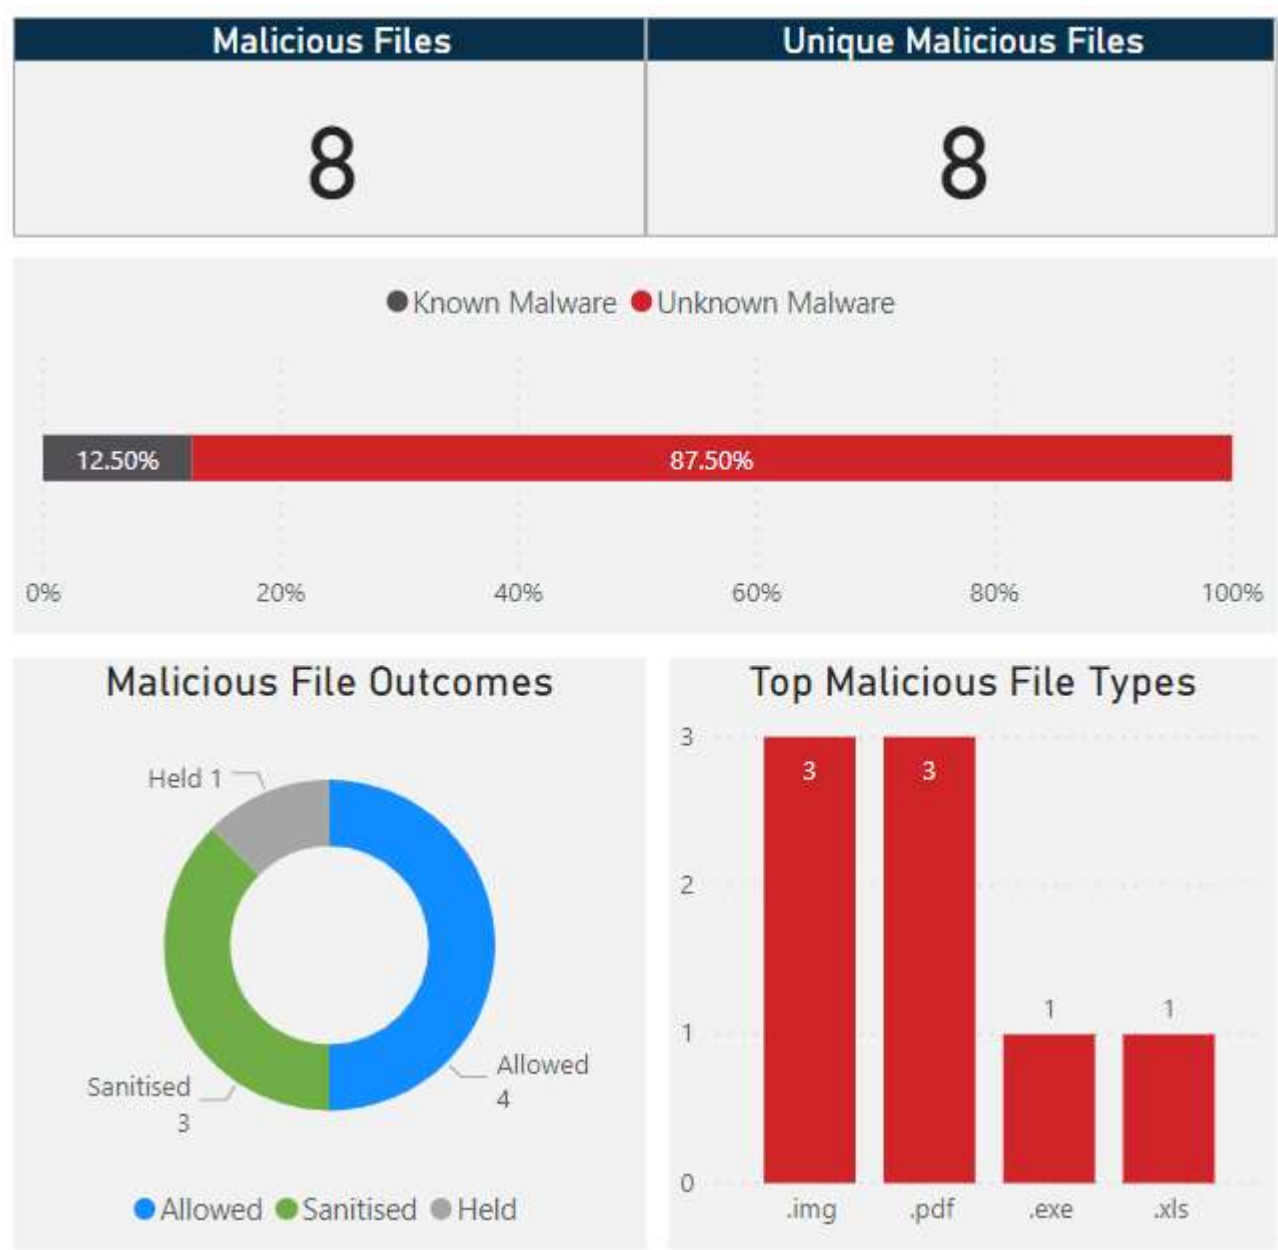 Malicious Files
Unique Malicious Files
8
8
Known Malware Unknown Malware
12.50% 87.50%
0% 20% 40% 60% 80% 100%
Malicious File Outcomes
Held 1
Sanitised
3
Allowed
4
Allowed Sanitised Held
Top Malicious File Types
3
2
1
0
3 3 1 1
.img .pdf .exe .xls